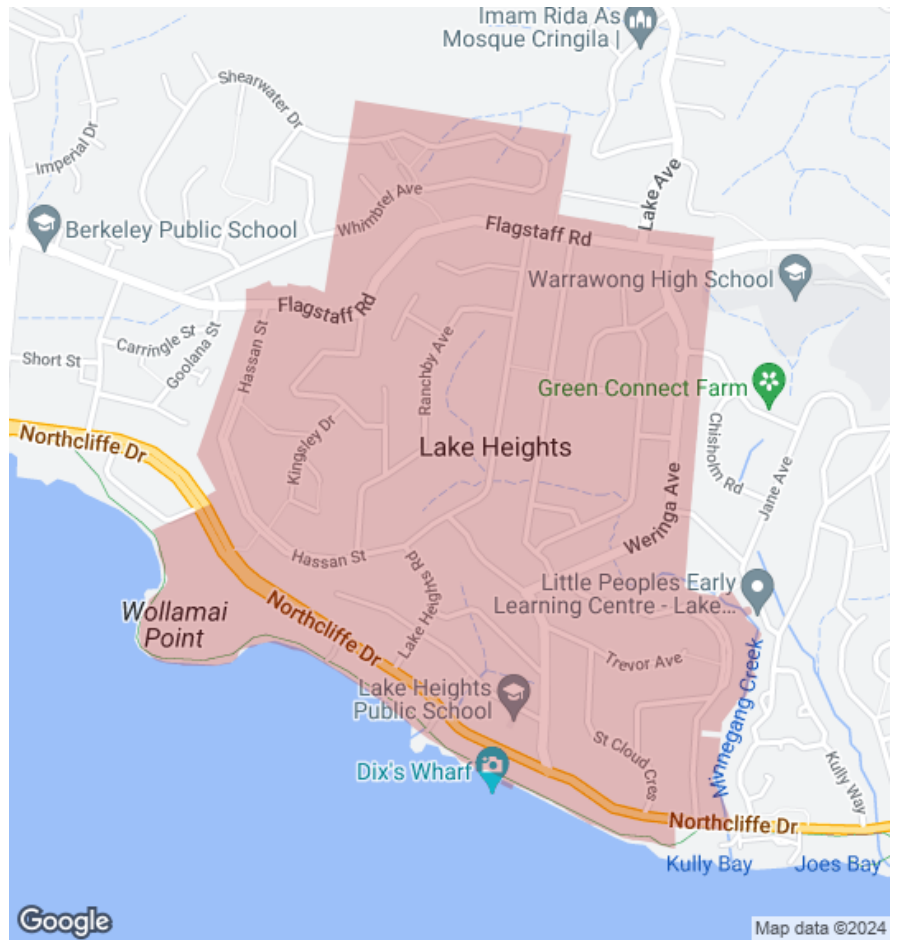 Imam Rida As
Mosque Cringila |
Shearwater Dr
Imperial Dr
Lake Ave
Whimbrel Ave
Berkeley Public School
Flagstaff Rd
Warrawong High School
Flagstaff Rd
Carringle St
Short St
Goolana St
Hassan St
Ranchby Ave
Green Connect Farm
Northcliffe Dr
Kingsley Dr
Lake Heights
Chisholm Rd
Jane Ave
Weringa Ave
Hassan St
Lake Heights Rd
Little Peoples Early
Learning Centre - Lake...
Wollamai
Point
Northcliffe Dr
Trevor Ave
Minnegang Creek
Lake Heights
Public School
St Cloud Cres
Dix's Wharf
Kully Way
Northcliffe Dr
Kully Bay
Joes Bay
Google
Map data ©2024